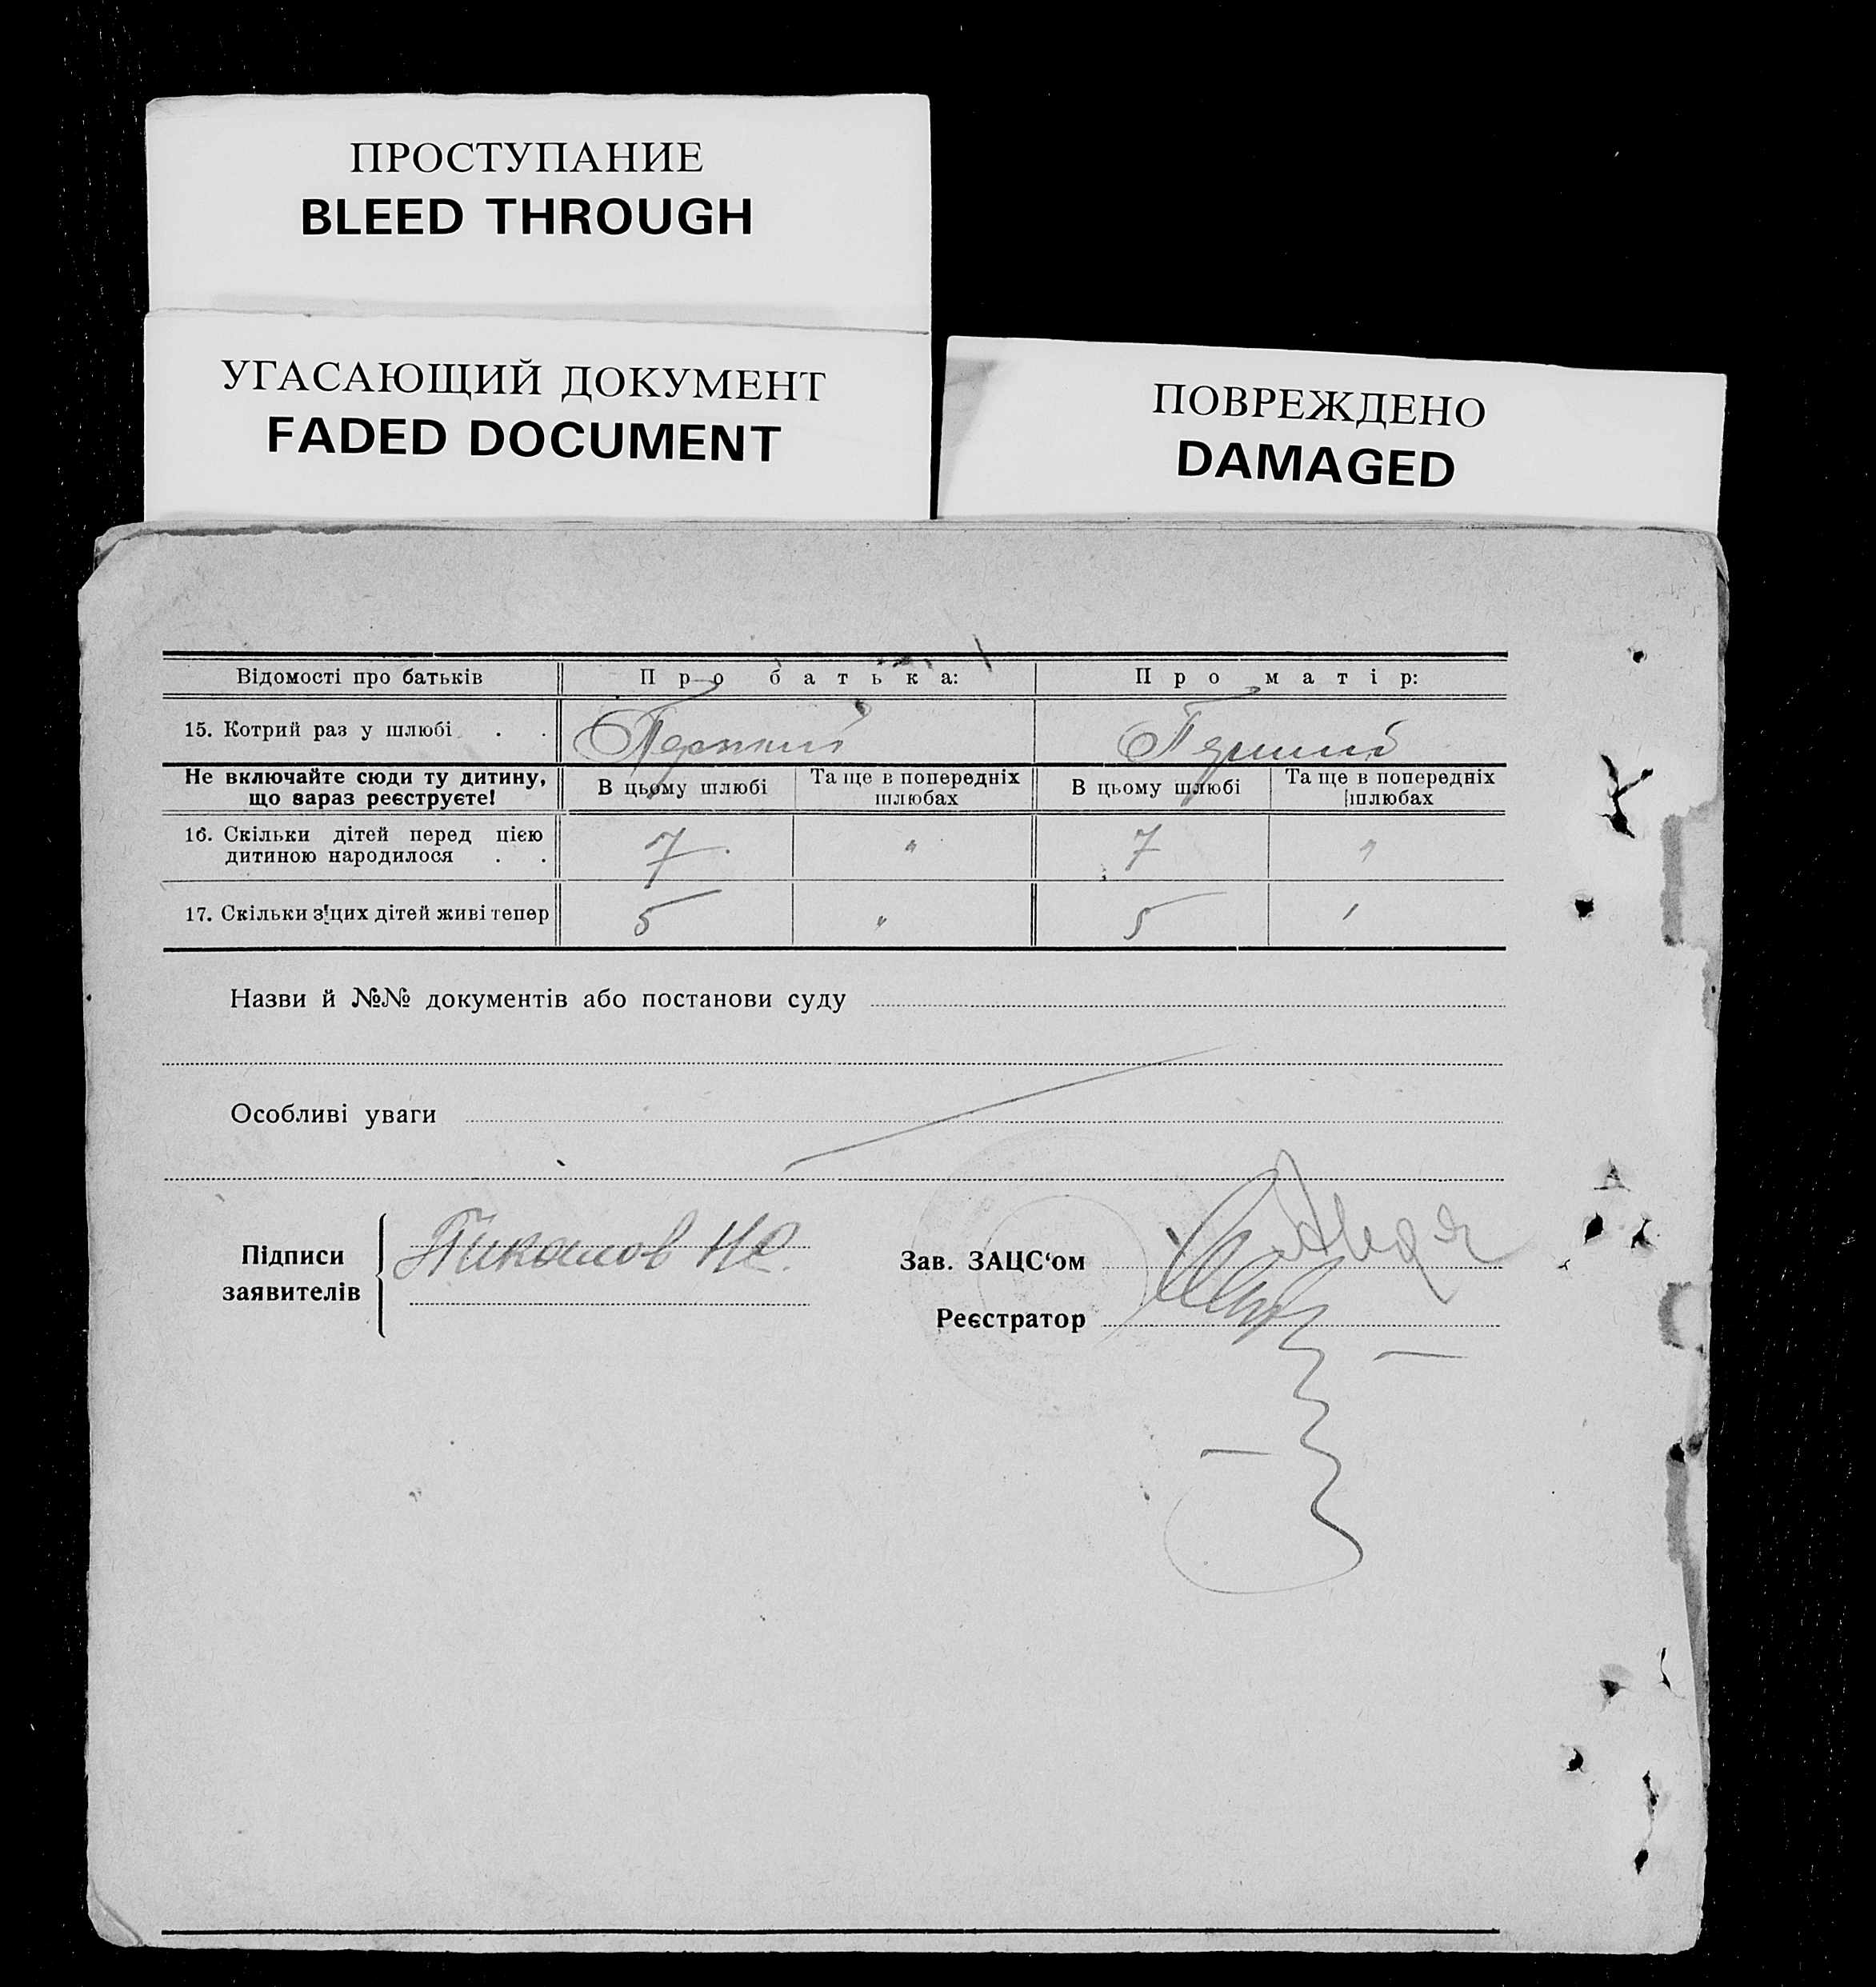 ПРОСТУПАНИЕ
BLEED THROUGH
УГАСАЮЩИЙ ДОКУМЕНТ
FADED DOCUMENT
ПОВРЕЖДЕНО
DAMAGED
Відомості про батьків Про батька: Про матір:
15. Котрий раз у шлюбі . . Перший Перший
Не включайте сюди ту дитину, В цьому шлюбі Та ще в попередніх В цьому шлюбі Та ще в попередніх
що зараз реєструєте! шлюбах шлюбах
16. Скільки дітей перед цією 7 " 7 "
дитиною народилося . .
17. Скільки з цих дітей живі тепер 5 " 5
Назви й №№ документів або постанови суду
Особливі уваги
Підписи
заявителів
Зав. ЗАЦС‘ом
Реєстратор